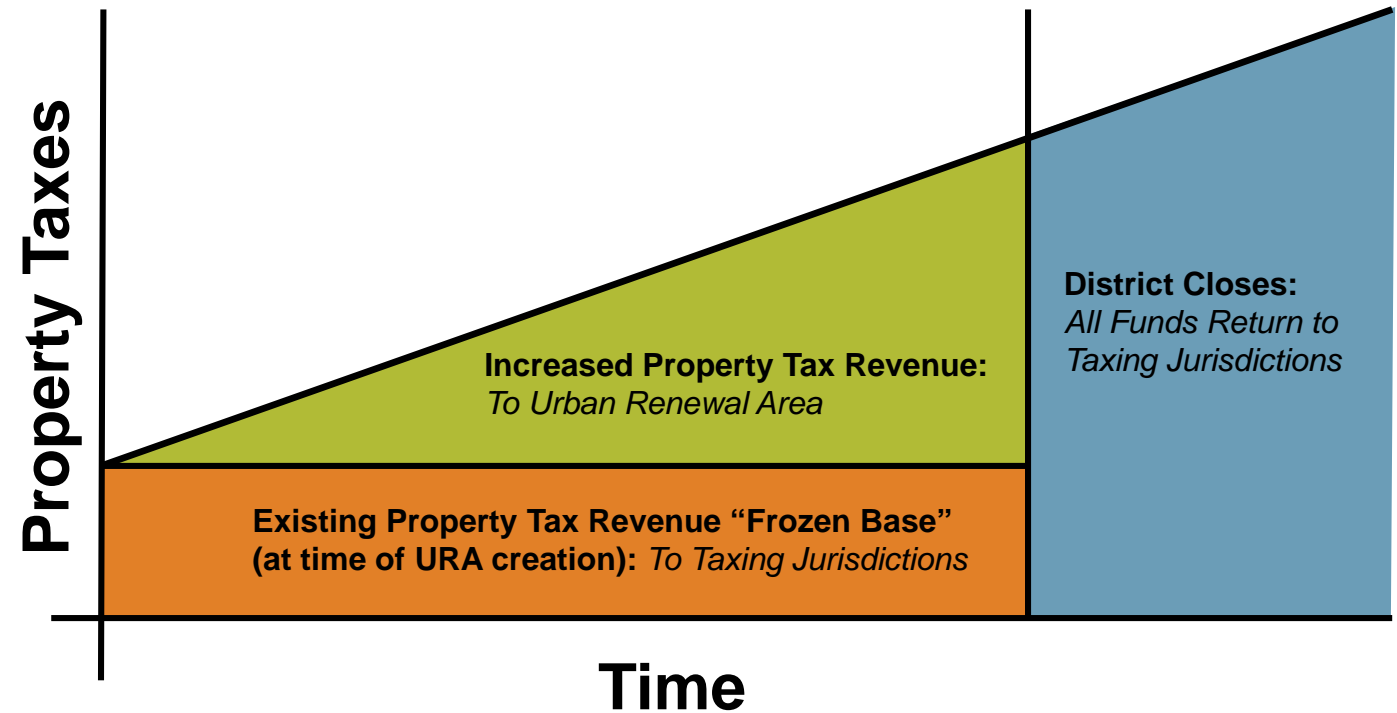 Property Taxes
Increased Property Tax Revenue:
To Urban Renewal Area
Existing Property Tax Revenue “Frozen Base”
(at time of URA creation): To Taxing Jurisdictions
District Closes:
All Funds Return to
Taxing Jurisdictions
Time